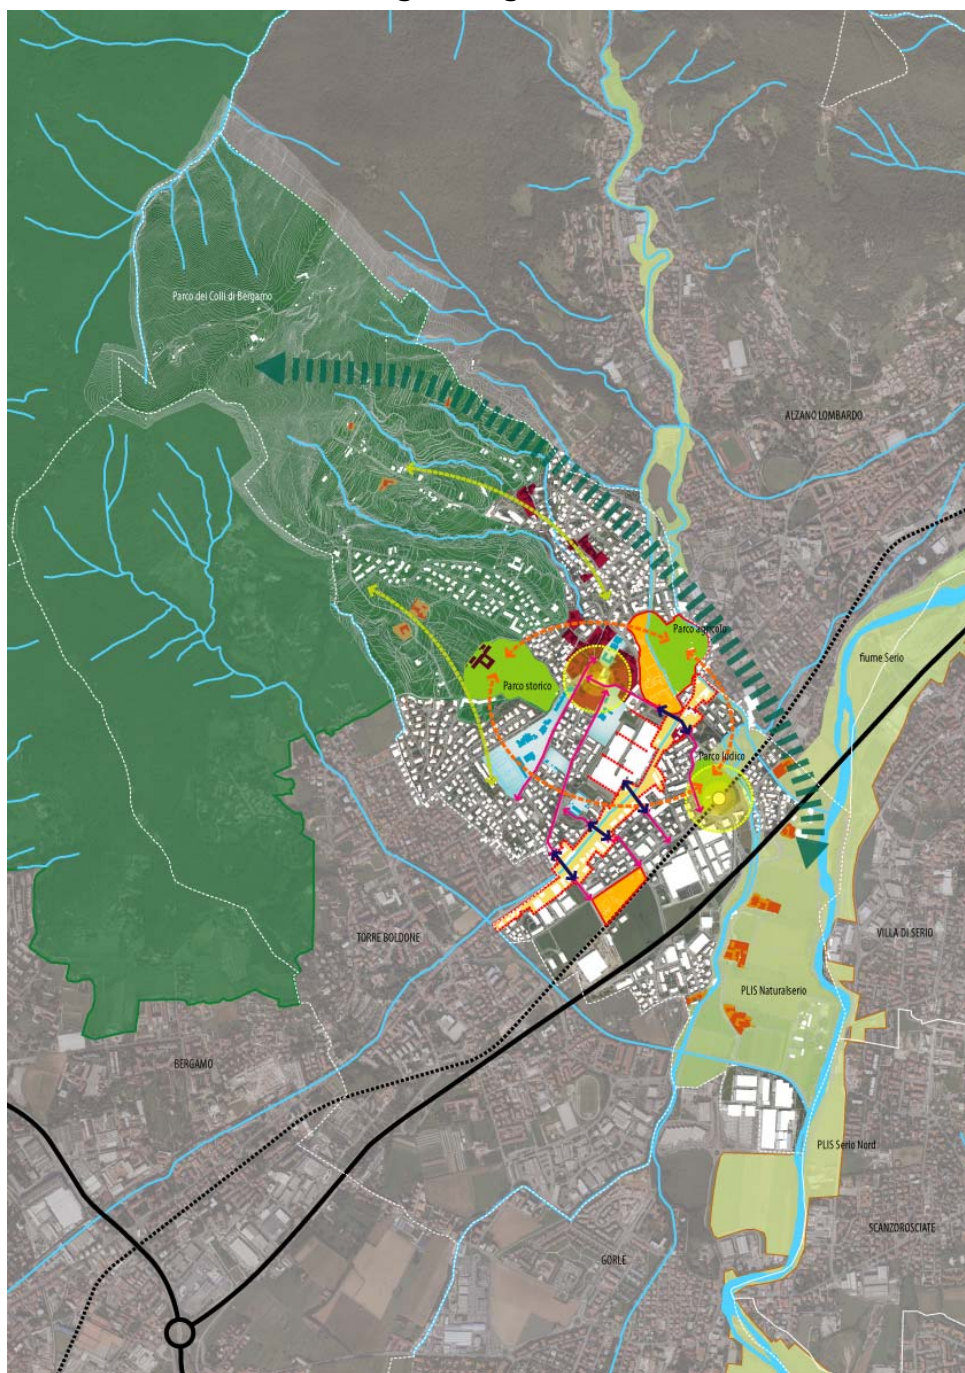 Parco dei Colli di Bergamo
ALZANO LOMBARDO
Parco agricolo
fiume Serio
Parco storico
Parco ludico
TORRE BOLDONE
VILLA DI SERIO
PLIS Naturalserio
BERGAMO
PLIS Serio Nord
SCANZOROSCIATE
GORLE